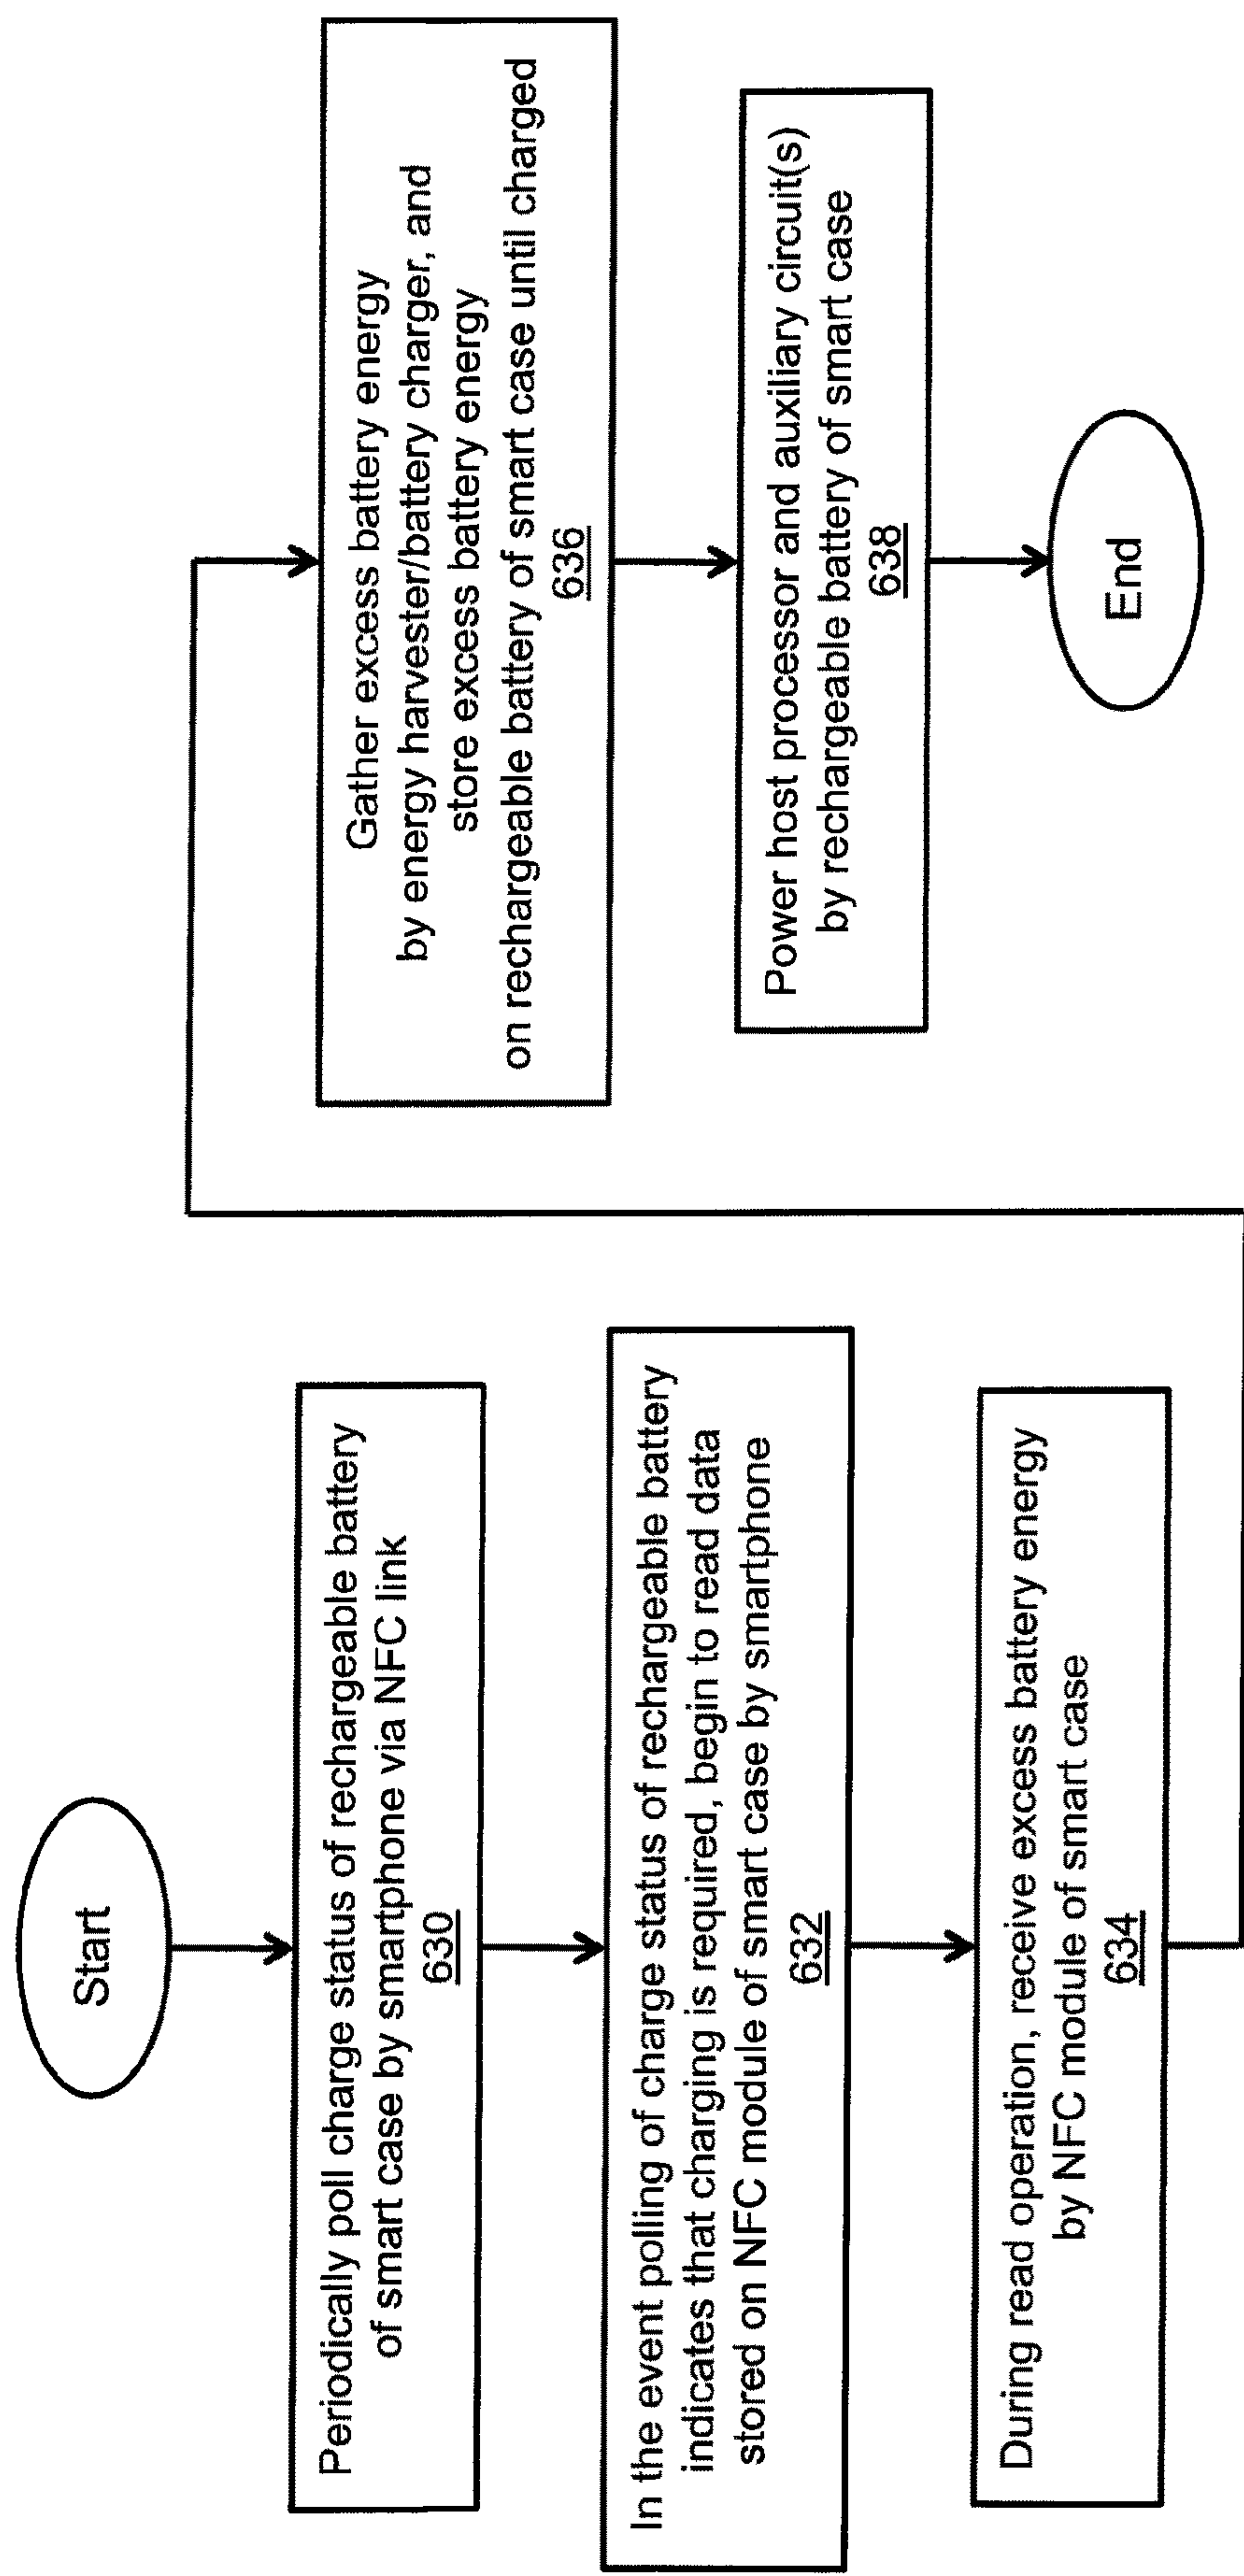 Start
Periodically poll charge status of rechargeable battery
of smart case by smartphone via NFC link
630
In the event polling of charge status of rechargeable battery
indicates that charging is required, begin to read data
stored on NFC module of smart case by smartphone
632
During read operation, receive excess battery energy
by NFC module of smart case
634
Gather excess battery energy
by energy harvester/battery charger, and
store excess battery energy
on rechargeable battery of smart case until charged
636
Power host processor and auxiliary circuit(s)
by rechargeable battery of smart case
638
End